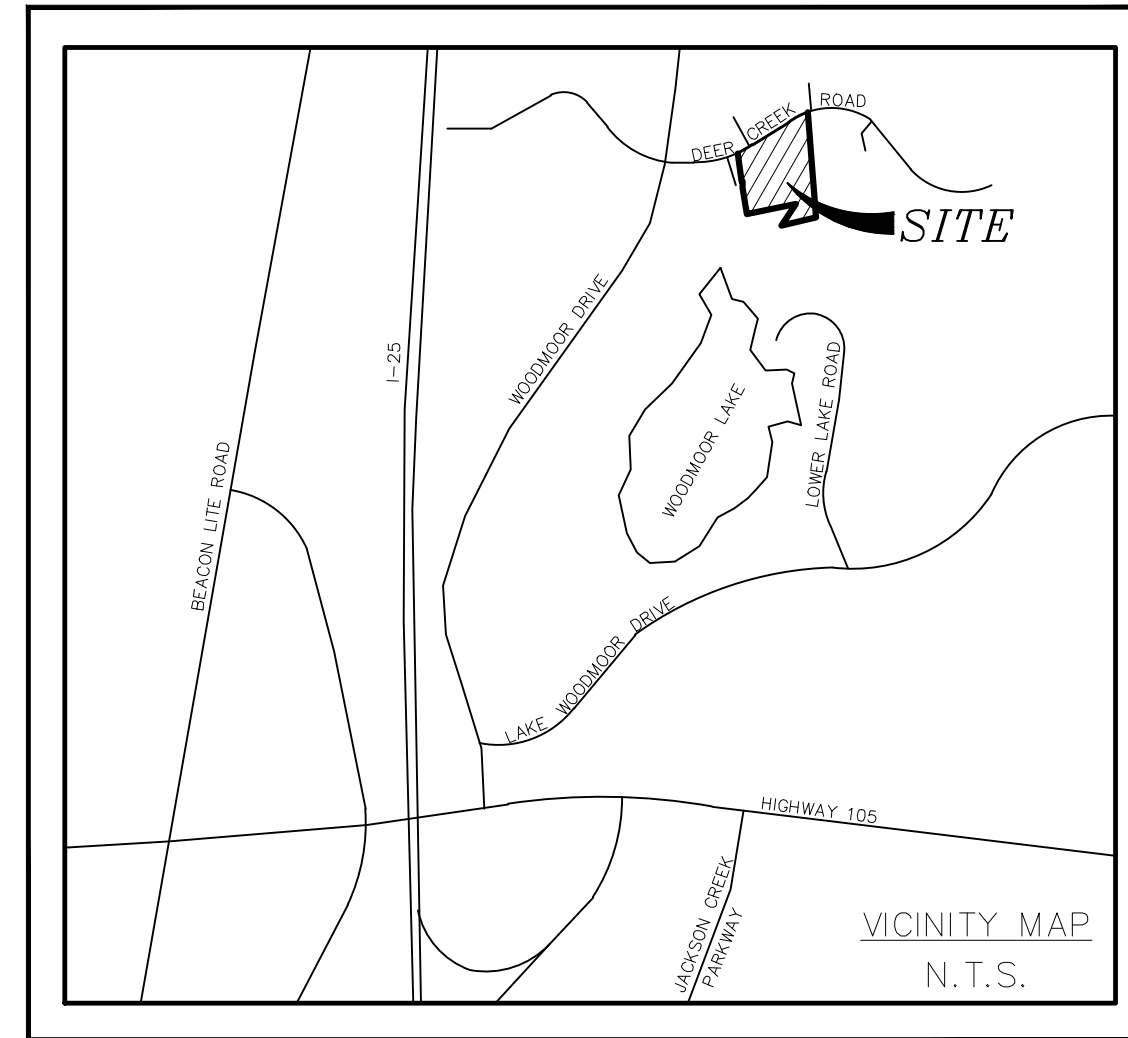 DEER CREEK ROAD
SITE
WOODMOOR DRIVE
I-25
WOODMOOR LAKE
LOWER LAKE ROAD
BEACON LITE ROAD
LAKE WOODMOOR DRIVE
HIGHWAY 105
JACKSON CREEK
PARKWAY
VICINITY MAP
N.T.S.